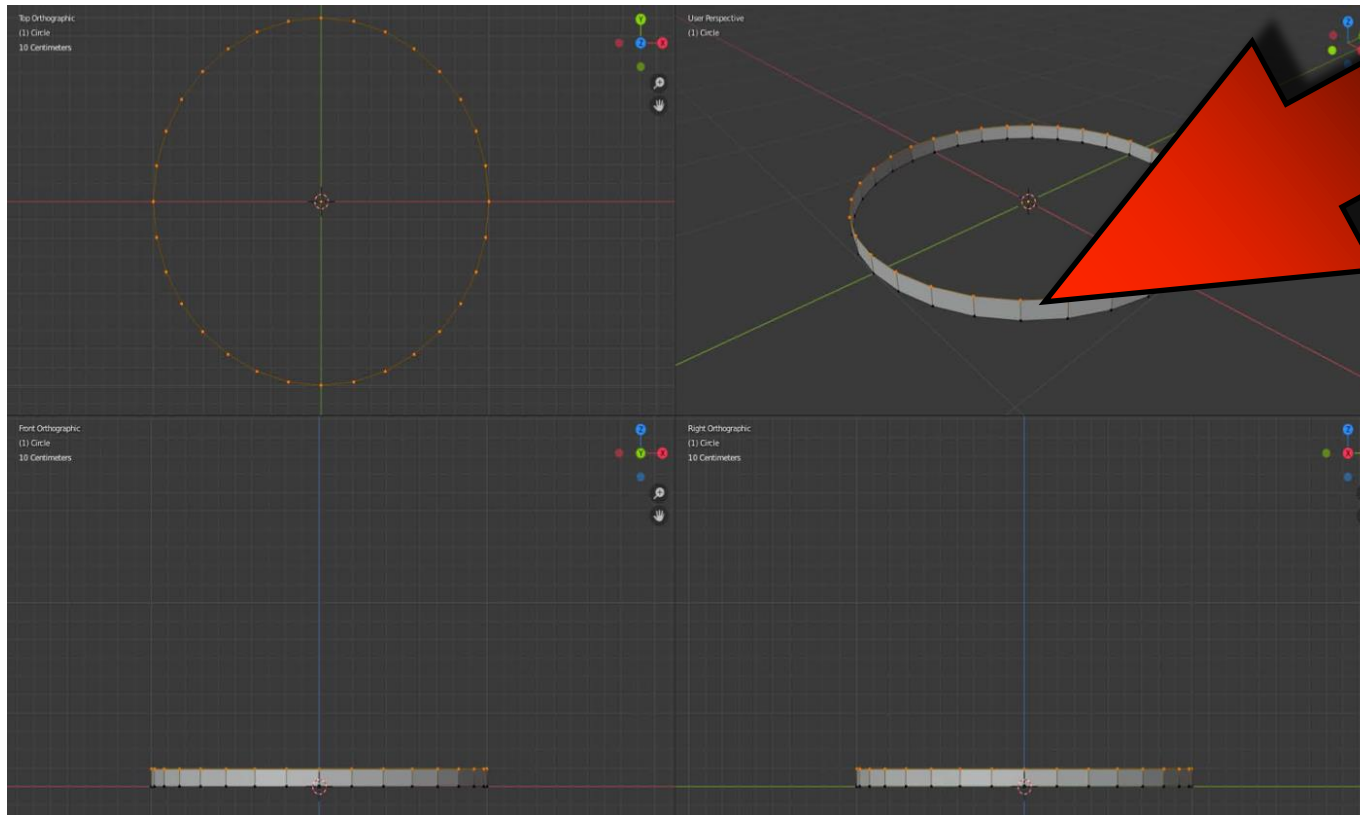 Top Orthographic
(1) Circle
10 Centimeters
Y
Z
X
User Perspective
(1) Circle
Z
Front Orthographic
(1) Circle
10 Centimeters
Z
Y
X
Right Orthographic
(1) Circle
10 Centimeters
Z
X